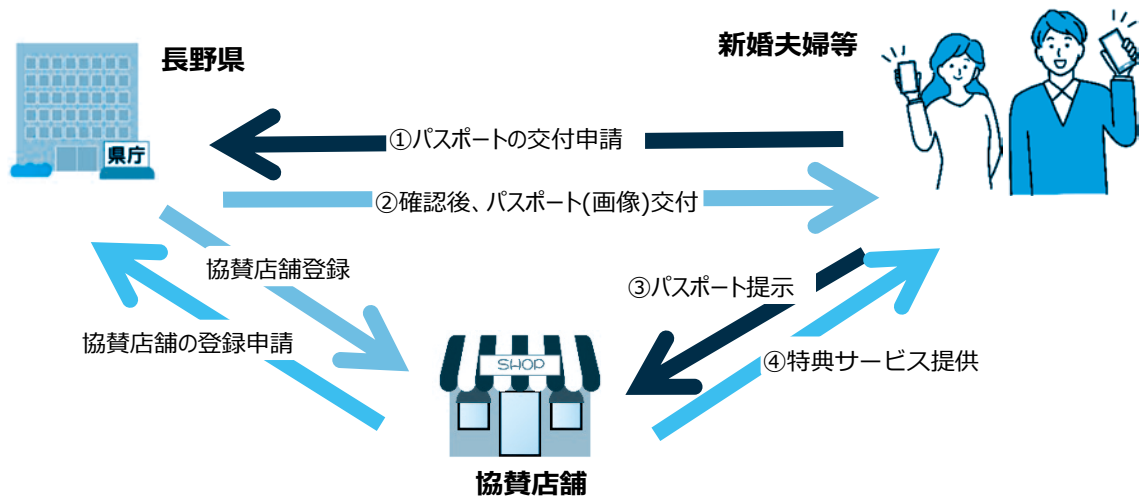 長野県
新婚夫婦等
県庁
①パスポートの交付申請
②確認後、パスポート(画像)交付
協賛店舗登録
③パスポート提示
協賛店舗の登録申請
④特典サービス提供
SHOP
協賛店舗